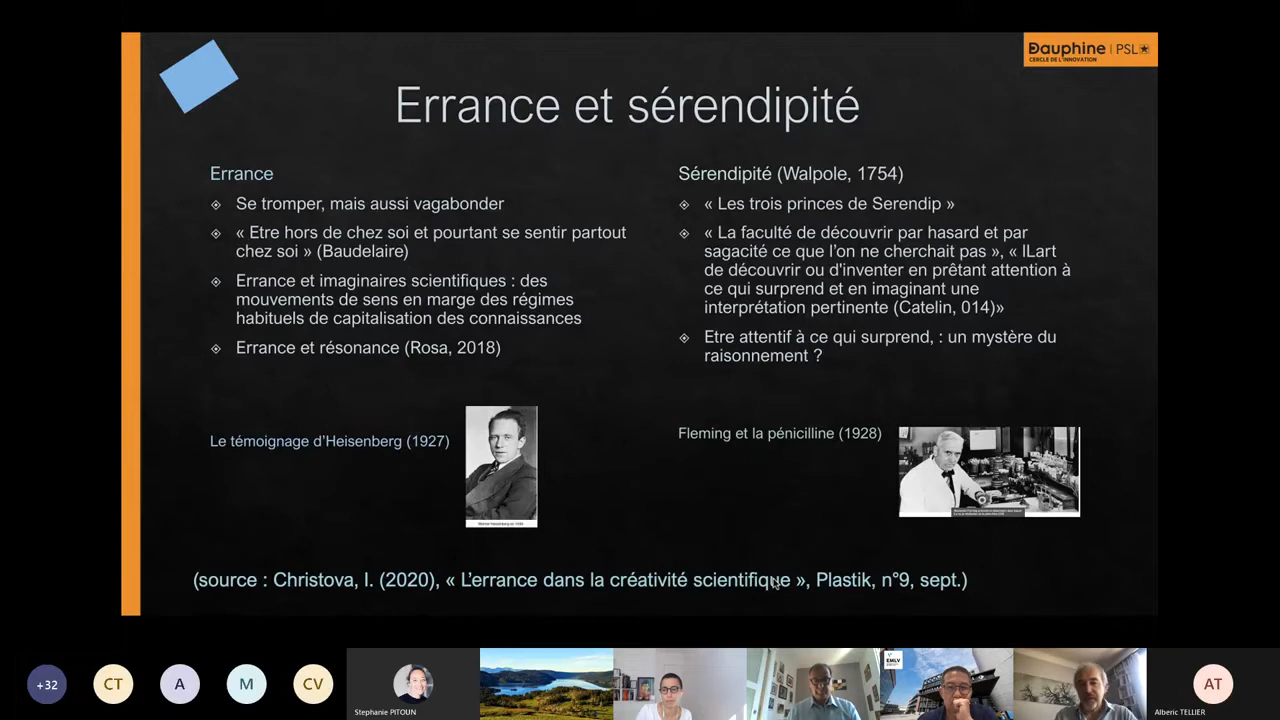 Dauphine | PSL
CERCLE DE L'INNOVATION
Errance et sérendipité
Errance
Se tromper, mais aussi vagabonder
« Etre hors de chez soi et pourtant se sentir partout
chez soi » (Baudelaire)
Errance et imaginaires scientifiques : des
mouvements de sens en marge des régimes
habituels de capitalisation des connaissances
Errance et résonance (Rosa, 2018)
Le témoignage d'Heisenberg (1927)
Sérendipité (Walpole, 1754)
« Les trois princes de Serendip »
« La faculté de découvrir par hasard et par
sagacité ce que l'on ne cherchait pas », « lLart
de découvrir ou d'inventer en prêtant attention à
ce qui surprend et en imaginant une
interprétation pertinente (Catelin, 014)»
Etre attentif à ce qui surprend, : un mystère du
raisonnement ?
Fleming et la pénicilline (1928)
(source : Christova, I. (2020), « L'errance dans la créativité scientifique », Plastik, n°9, sept.)
+32
CT
A
M
CV
Stephanie PITOUN
EMLV
AT
Alberic TELLIER